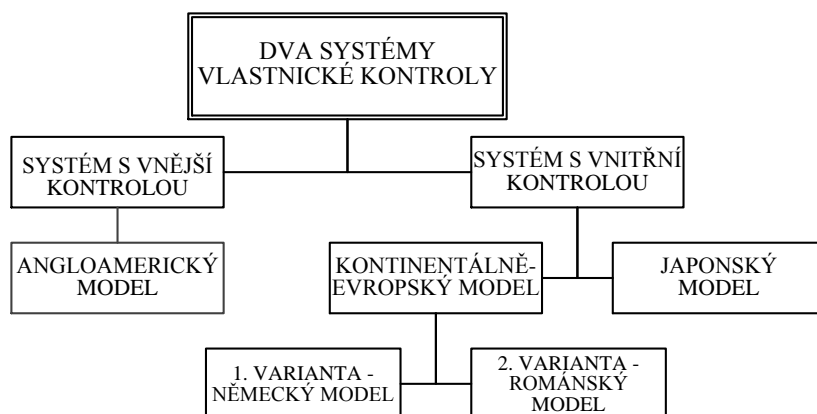 DVA SYSTÉMY
VLASTNICKÉ KONTROLY
SYSTÉM S VNĚJŠÍ
KONTROLOU
SYSTÉM S VNITŘNÍ
KONTROLOU
ANGLOAMERICKÝ
MODEL
KONTINENTÁLNĚ-
EVROPSKÝ MODEL
JAPONSKÝ
MODEL
1. VARIANTA -
NĚMECKÝ MODEL
2. VARIANTA -
ROMÁNSKÝ
MODEL